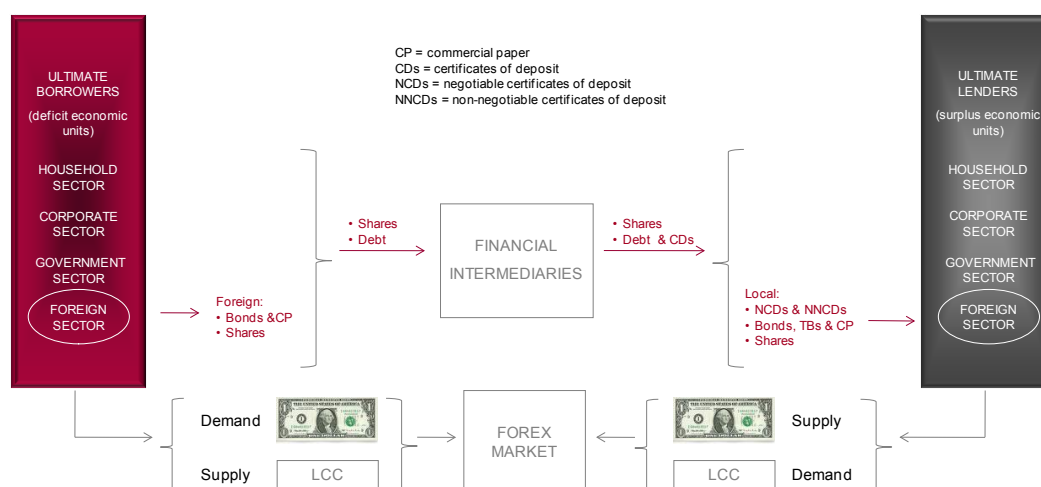 CP = commercial paper
CDs = certificates of deposit
NCDs = negotiable certificates of deposit
NNCDs = non-negotiable certificates of deposit
ULTIMATE
BORROWERS
(deficit economic
units)
HOUSEHOLD
SECTOR
CORPORATE
SECTOR
GOVERNMENT
SECTOR
FOREIGN
SECTOR
Foreign:
• Bonds &CP
• Shares
• Shares
• Debt
FINANCIAL
INTERMEDIARIES
• Shares
• Debt & CDs
Local:
• NCDs & NNCDs
• Bonds, TBs & CP
• Shares
ULTIMATE
LENDERS
(surplus economic
units)
HOUSEHOLD
SECTOR
CORPORATE
SECTOR
GOVERNMENT
SECTOR
FOREIGN
SECTOR
Demand
Supply
LCC
FOREX
MARKET
Supply
LCC
Demand